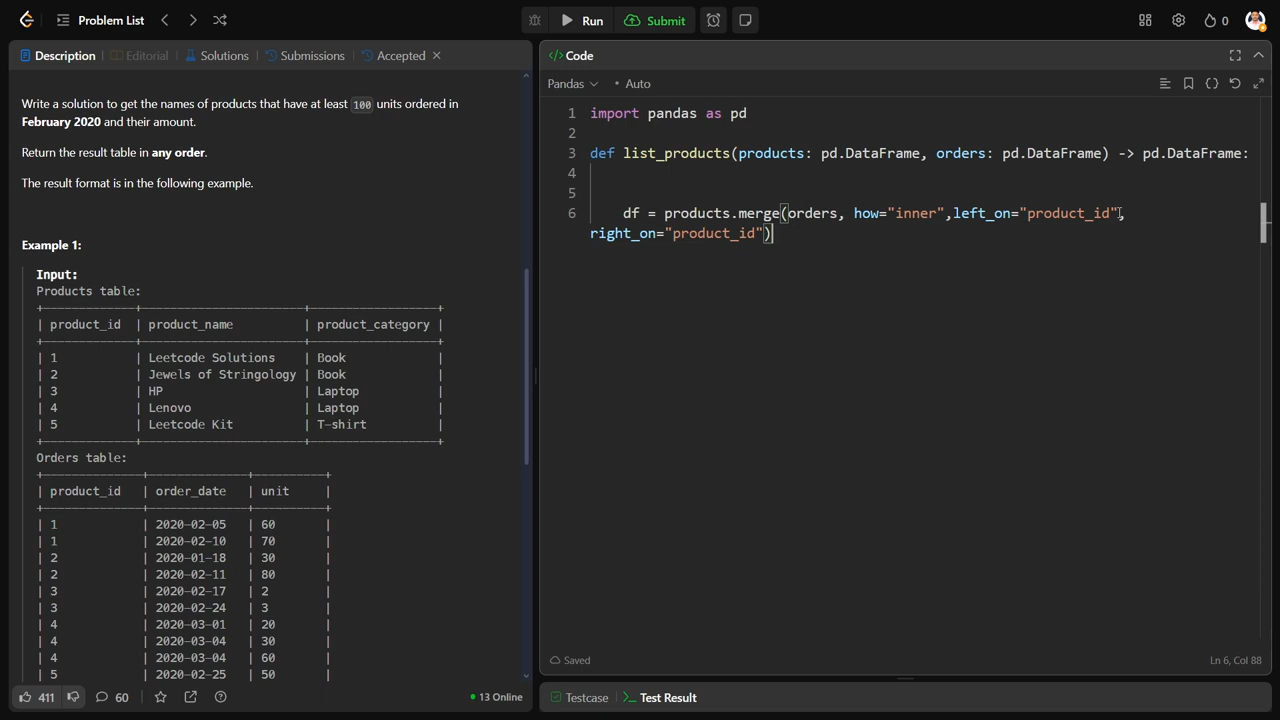 Problem List
Run
Submit
0
Description
Editorial
Solutions
Submissions
Accepted
Write a solution to get the names of products that have at least 100 units ordered in
February 2020 and their amount.
Return the result table in any order.
The result format is in the following example.
Example 1:
Input:
Products table:
+-------------+-----------------------+------------------+
| product_id | product_name | product_category |
+-------------+-----------------------+------------------+
| 1 | Leetcode Solutions | Book |
| 2 | Jewels of Stringology | Book |
| 3 | HP | Laptop |
| 4 | Lenovo | Laptop |
| 5 | Leetcode Kit | T-shirt |
+-------------+-----------------------+------------------+
Orders table:
+--------------+--------------+----------+
| product_id | order_date | unit |
+--------------+--------------+----------+
| 1 | 2020-02-05 | 60 |
| 1 | 2020-02-10 | 70 |
| 2 | 2020-01-18 | 30 |
| 2 | 2020-02-11 | 80 |
| 3 | 2020-02-17 | 2 |
| 3 | 2020-02-24 | 3 |
| 4 | 2020-03-01 | 20 |
| 4 | 2020-03-04 | 30 |
| 4 | 2020-03-04 | 60 |
| 5 | 2020-02-25 | 50 |
411
60
13 Online
</> Code
Pandas
Auto
1 import pandas as pd
2
3 def list_products(products: pd.DataFrame, orders: pd.DataFrame) -> pd.DataFrame:
4
5
6 df = products.merge(orders, how="inner",left_on="product_id",
right_on="product_id")
Saved
Ln 6, Col 88
Testcase
Test Result